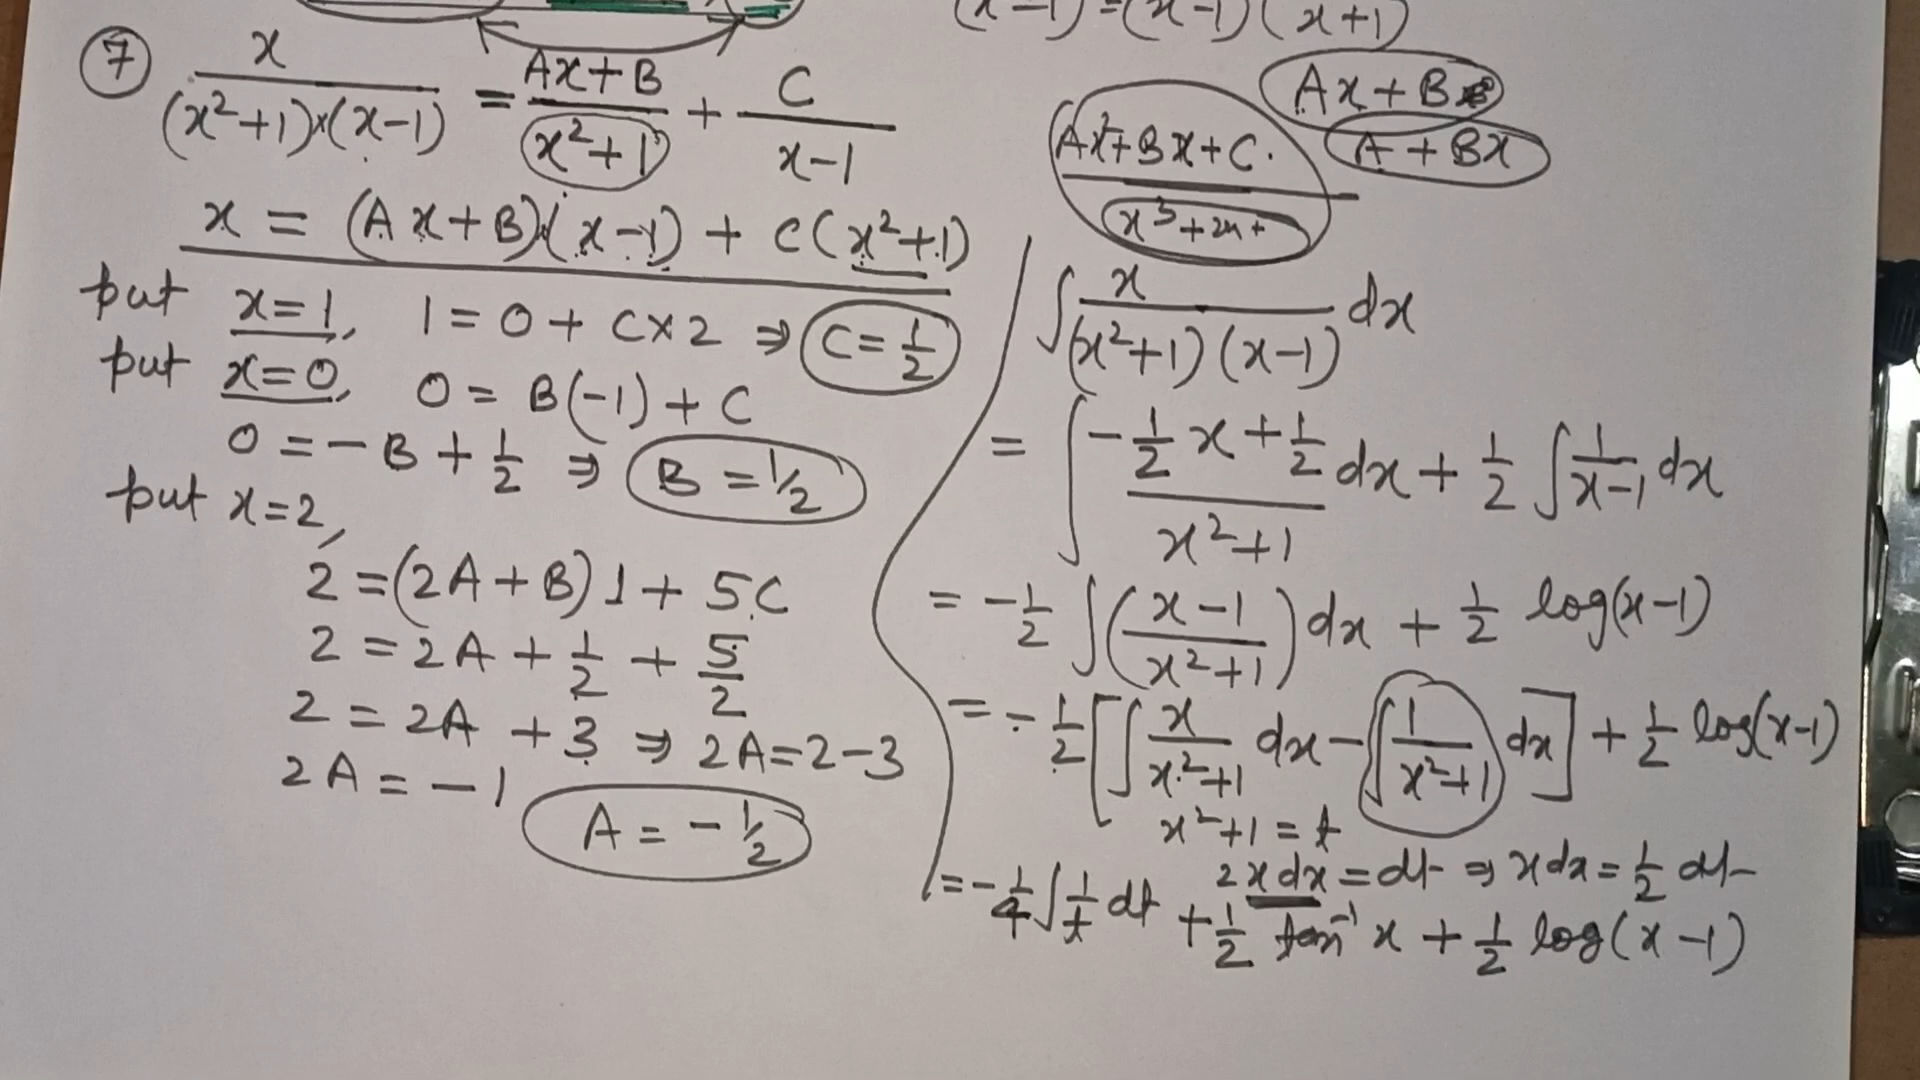 (x-1) = (x-1)(x+1)
⑦ x/((x²+1)×(x-1)) = (Ax+B)/(x²+1) + C/(x-1)
x = (Ax+B)(x-1) + C(x²+1)
put x=1, 1 = 0 + C×2 ⇒ C = 1/2
put x=0, 0 = B(-1) + C
0 = -B + 1/2 ⇒ B = 1/2
put x=2,
2 = (2A+B)1 + 5C
2 = 2A + 1/2 + 5/2
2 = 2A + 3 ⇒ 2A = 2-3
2A = -1
A = -1/2
Ax+B
A+Bx
(Ax²+Bx+C.)/(x³+2x+
∫ x/((x²+1)(x-1)) dx
= ∫ (-1/2 x + 1/2)/(x²+1) dx + 1/2 ∫ 1/(x-1) dx
= -1/2 ∫ ((x-1)/(x²+1)) dx + 1/2 log(x-1)
= -1/2 [∫ x/(x²+1) dx - ∫ 1/(x²+1) dx] + 1/2 log(x-1)
x²+1 = t
2x dx = dt ⇒ x dx = 1/2 dt
= -1/4 ∫ 1/t dt + 1/2 tan⁻¹ x + 1/2 log(x-1)